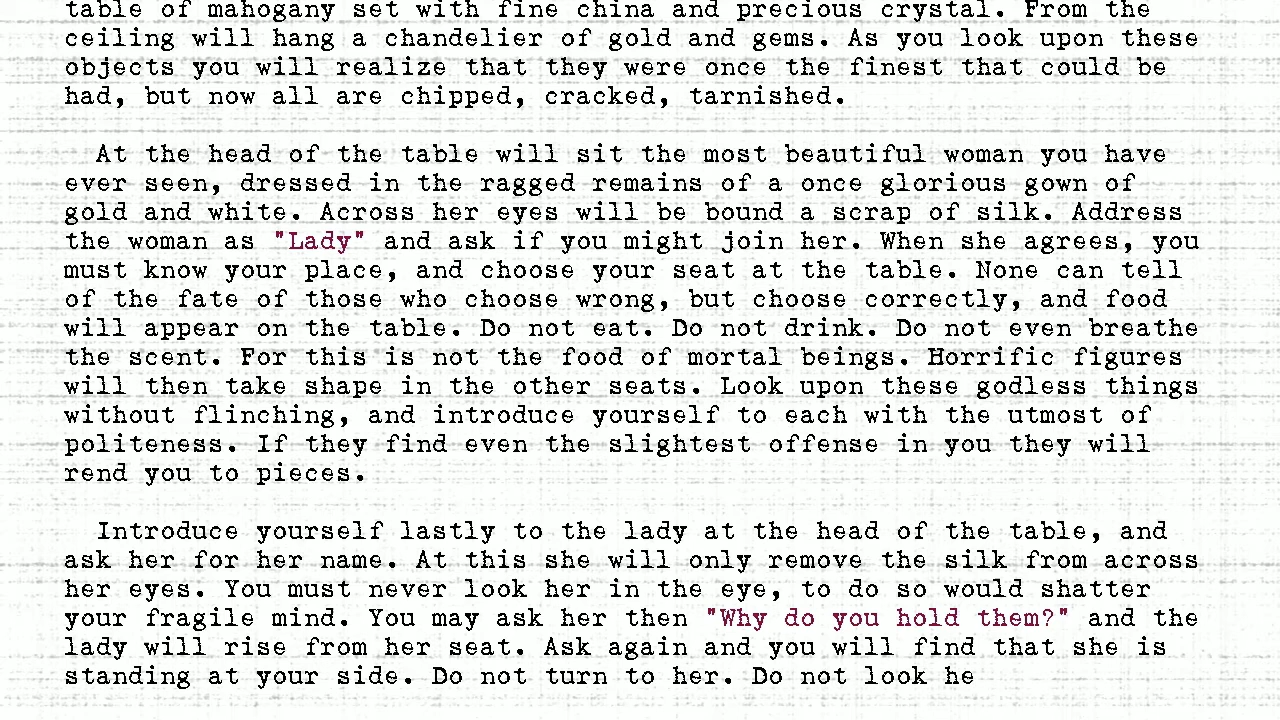 table of mahogany set with fine china and precious crystal. From the
ceiling will hang a chandelier of gold and gems. As you look upon these
objects you will realize that they were once the finest that could be
had, but now all are chipped, cracked, tarnished.
At the head of the table will sit the most beautiful woman you have
ever seen, dressed in the ragged remains of a once glorious gown of
gold and white. Across her eyes will be bound a scrap of silk. Address
the woman as "Lady" and ask if you might join her. When she agrees, you
must know your place, and choose your seat at the table. None can tell
of the fate of those who choose wrong, but choose correctly, and food
will appear on the table. Do not eat. Do not drink. Do not even breathe
the scent. For this is not the food of mortal beings. Horrific figures
will then take shape in the other seats. Look upon these godless things
without flinching, and introduce yourself to each with the utmost of
politeness. If they find even the slightest offense in you they will
rend you to pieces.
Introduce yourself lastly to the lady at the head of the table, and
ask her for her name. At this she will only remove the silk from across
her eyes. You must never look her in the eye, to do so would shatter
your fragile mind. You may ask her then "Why do you hold them?" and the
lady will rise from her seat. Ask again and you will find that she is
standing at your side. Do not turn to her. Do not look he